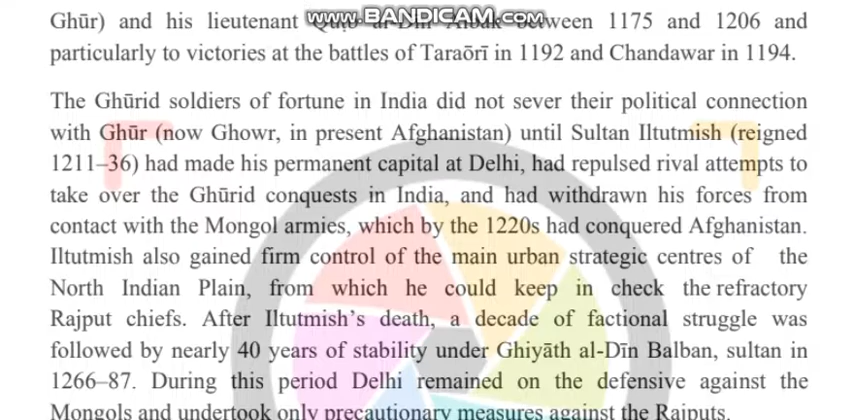 www.BANDICAM.com
Ghūr) and his lieutenant Quṭb al-Dīn Aibak between 1175 and 1206 and
particularly to victories at the battles of Taraōrī in 1192 and Chandawar in 1194.
The Ghūrid soldiers of fortune in India did not sever their political connection
with Ghūr (now Ghowr, in present Afghanistan) until Sultan Iltutmish (reigned
1211–36) had made his permanent capital at Delhi, had repulsed rival attempts to
take over the Ghūrid conquests in India, and had withdrawn his forces from
contact with the Mongol armies, which by the 1220s had conquered Afghanistan.
Iltutmish also gained firm control of the main urban strategic centres of the
North Indian Plain, from which he could keep in check the refractory
Rajput chiefs. After Iltutmish’s death, a decade of factional struggle was
followed by nearly 40 years of stability under Ghiyāth al-Dīn Balban, sultan in
1266–87. During this period Delhi remained on the defensive against the
Mongols and undertook only precautionary measures against the Rajputs.